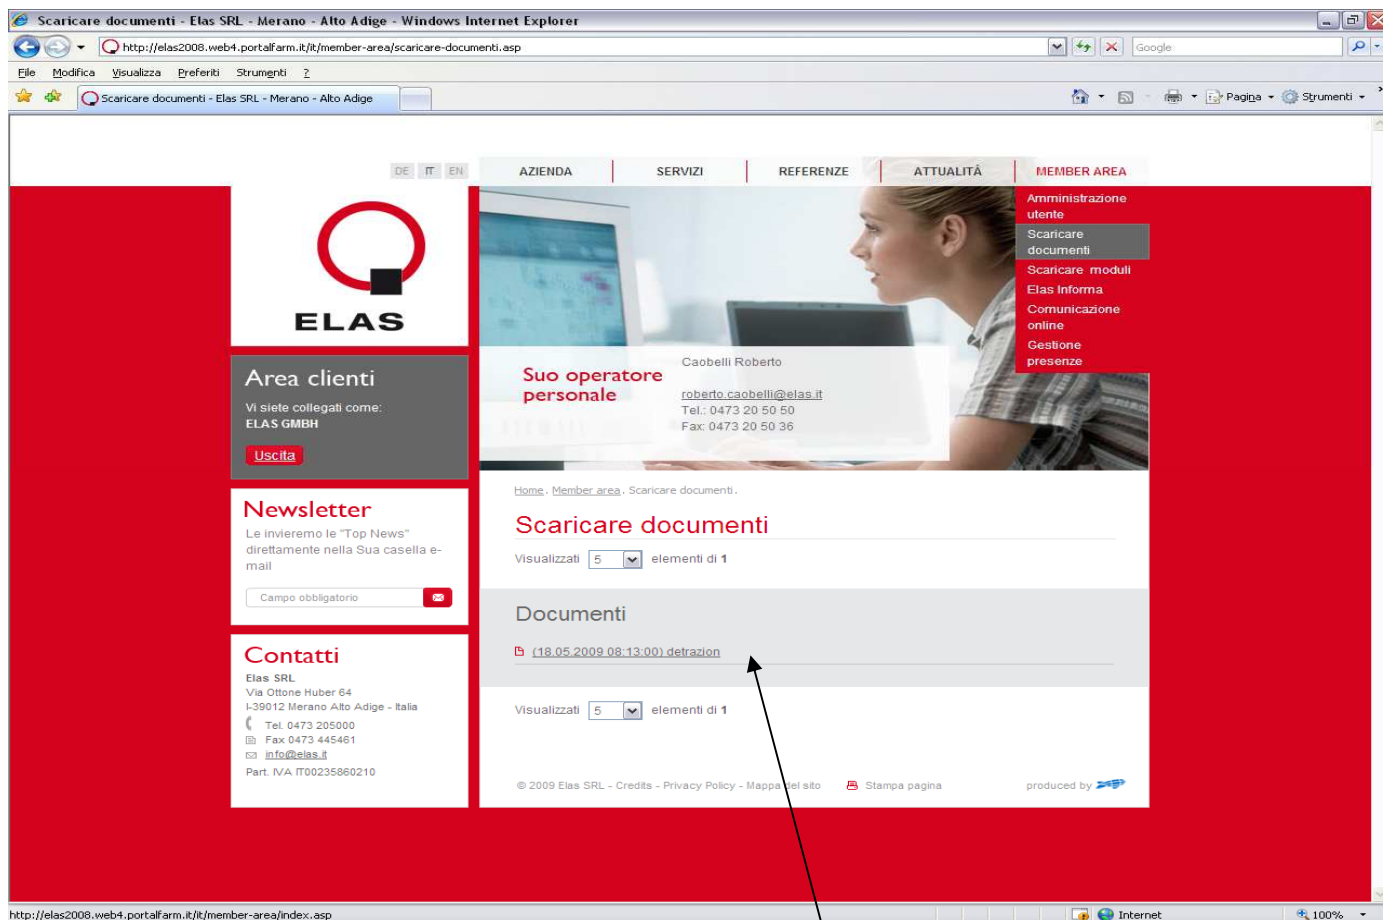 Scaricare documenti - Elas SRL - Merano - Alto Adige - Windows Internet Explorer
http://elas2008.web4.portalfarm.it/it/member-area/scaricare-documenti.asp
Google
File Modifica Visualizza Preferiti Strumenti ?
Scaricare documenti - Elas SRL - Merano - Alto Adige
Pagina
Strumenti
DE IT EN
AZIENDA
SERVIZI
REFERENZE
ATTUALITÀ
MEMBER AREA
Amministrazione
utente
Scaricare
documenti
Scaricare moduli
Elas Informa
Comunicazione
online
Gestione
presenze
ELAS
Area clienti
Vi siete collegati come:
ELAS GMBH
Uscita
Suo operatore
personale
Caobelli Roberto
roberto.caobelli@elas.it
Tel.: 0473 20 50 50
Fax: 0473 20 50 36
Newsletter
Le invieremo le "Top News"
direttamente nella Sua casella e-
mail
Campo obbligatorio
Contatti
Elas SRL
Via Ottone Huber 64
I-39012 Merano Alto Adige - Italia
Tel. 0473 205000
Fax 0473 445461
info@elas.it
Part. IVA IT00235860210
Home. Member area. Scaricare documenti.
Scaricare documenti
Visualizzati 5 elementi di 1
Documenti
(18.05.2009 08:13:00) detrazion
Visualizzati 5 elementi di 1
© 2009 Elas SRL - Credits - Privacy Policy - Mappa del sito
Stampa pagina
produced by
http://elas2008.web4.portalfarm.it/it/member-area/index.asp
Internet
100%